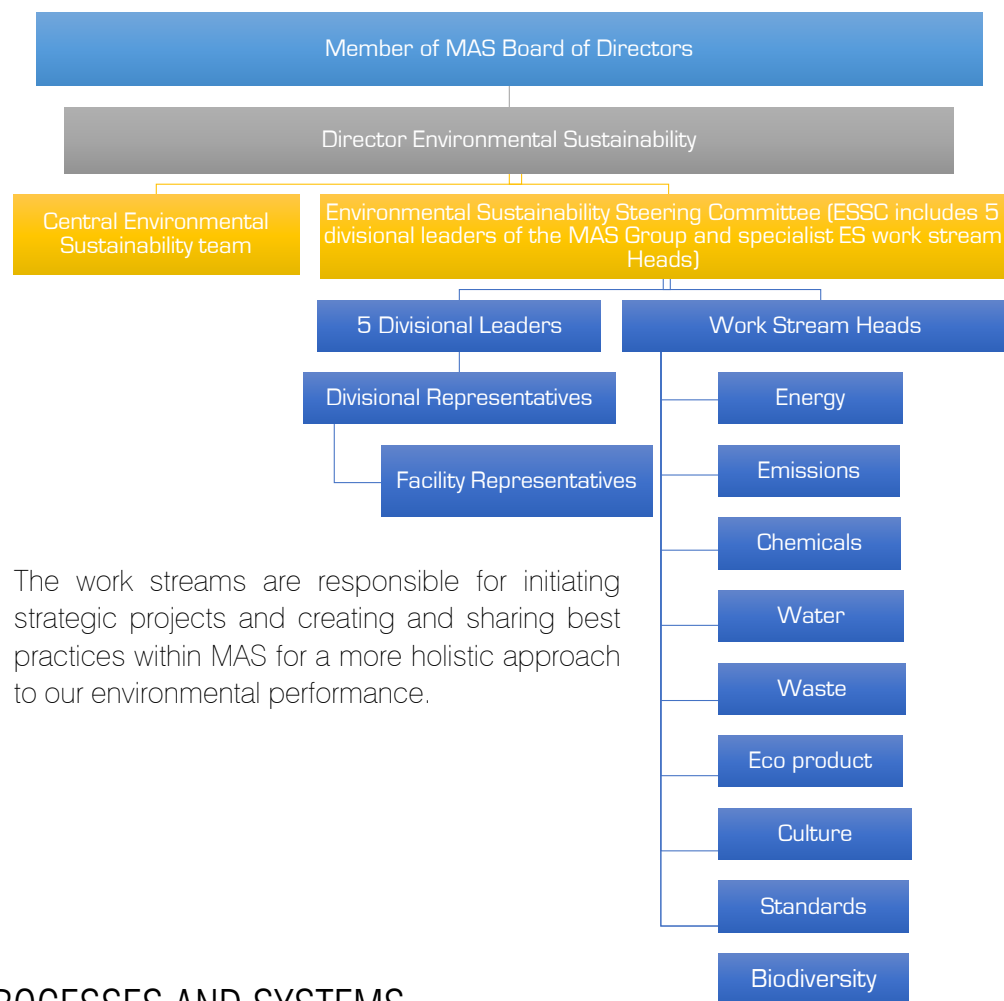 Member of MAS Board of Directors
Director Environmental Sustainability
Central Environmental
Sustainability team
Environmental Sustainability Steering Committee (ESSC includes 5
divisional leaders of the MAS Group and specialist ES work stream
Heads)
5 Divisional Leaders
Work Stream Heads
Divisional Representatives
Facility Representatives
Energy
Emissions
Chemicals
Water
Waste
Eco product
Culture
Standards
Biodiversity
The work streams are responsible for initiating
strategic projects and creating and sharing best
practices within MAS for a more holistic approach
to our environmental performance.
PROCESSES AND SYSTEMS